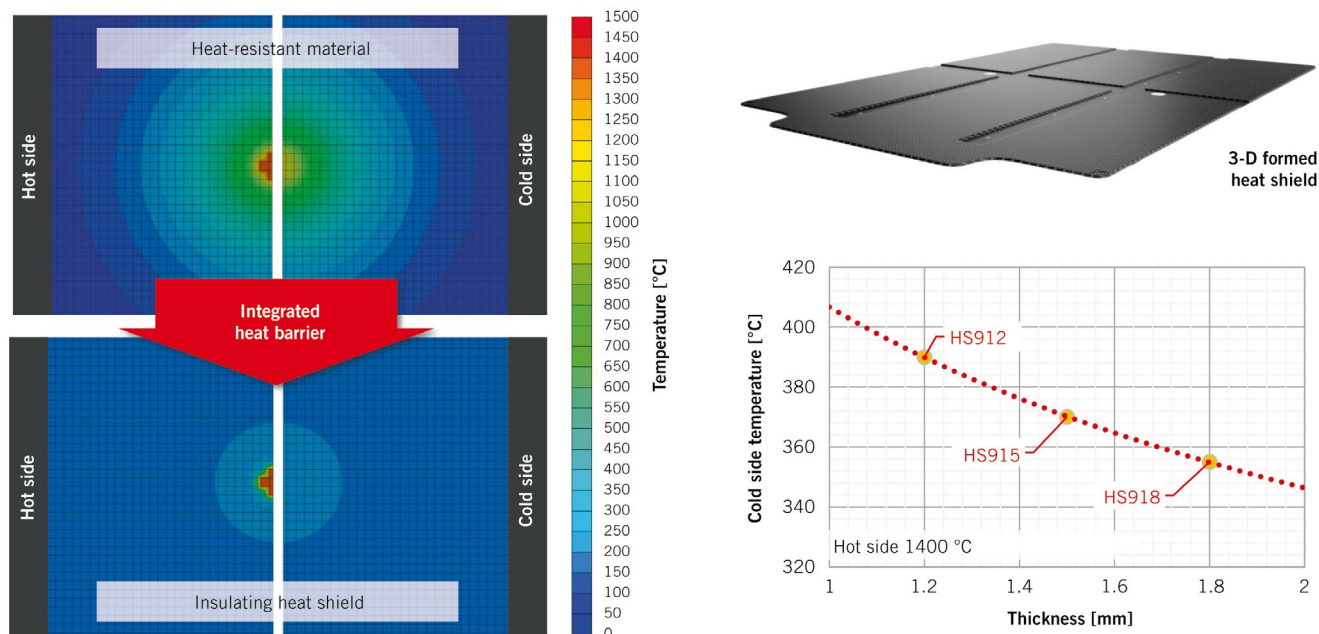 Heat-resistant material
Hot side
Cold side
Integrated
heat barrier
Hot side
Cold side
Insulating heat shield
1500
1450
1400
1350
1300
1250
1200
1150
1100
1050
1000
950
900
850
800
750
700
650
600
550
500
450
400
350
300
250
200
150
100
50
0
Temperature [°C]
3-D formed
heat shield
420
400
380
360
340
320
Cold side temperature [°C]
HS912
HS915
HS918
Hot side 1400 °C
1
1.2
1.4
1.6
1.8
2
Thickness [mm]